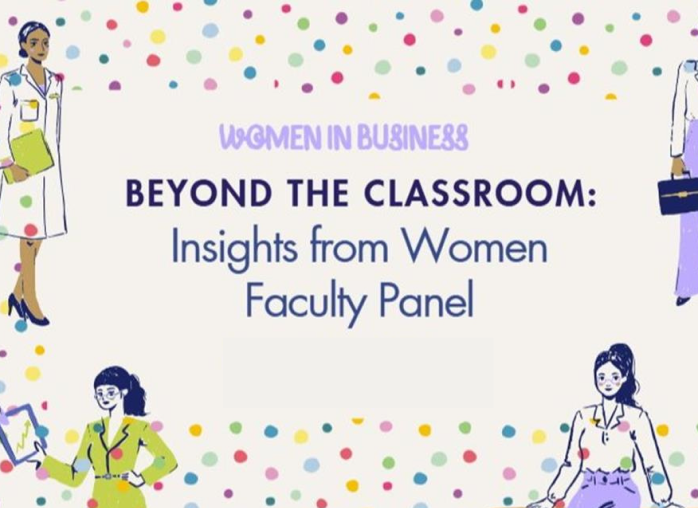 WOMEN IN BUSINESS
BEYOND THE CLASSROOM:
Insights from Women
Faculty Panel